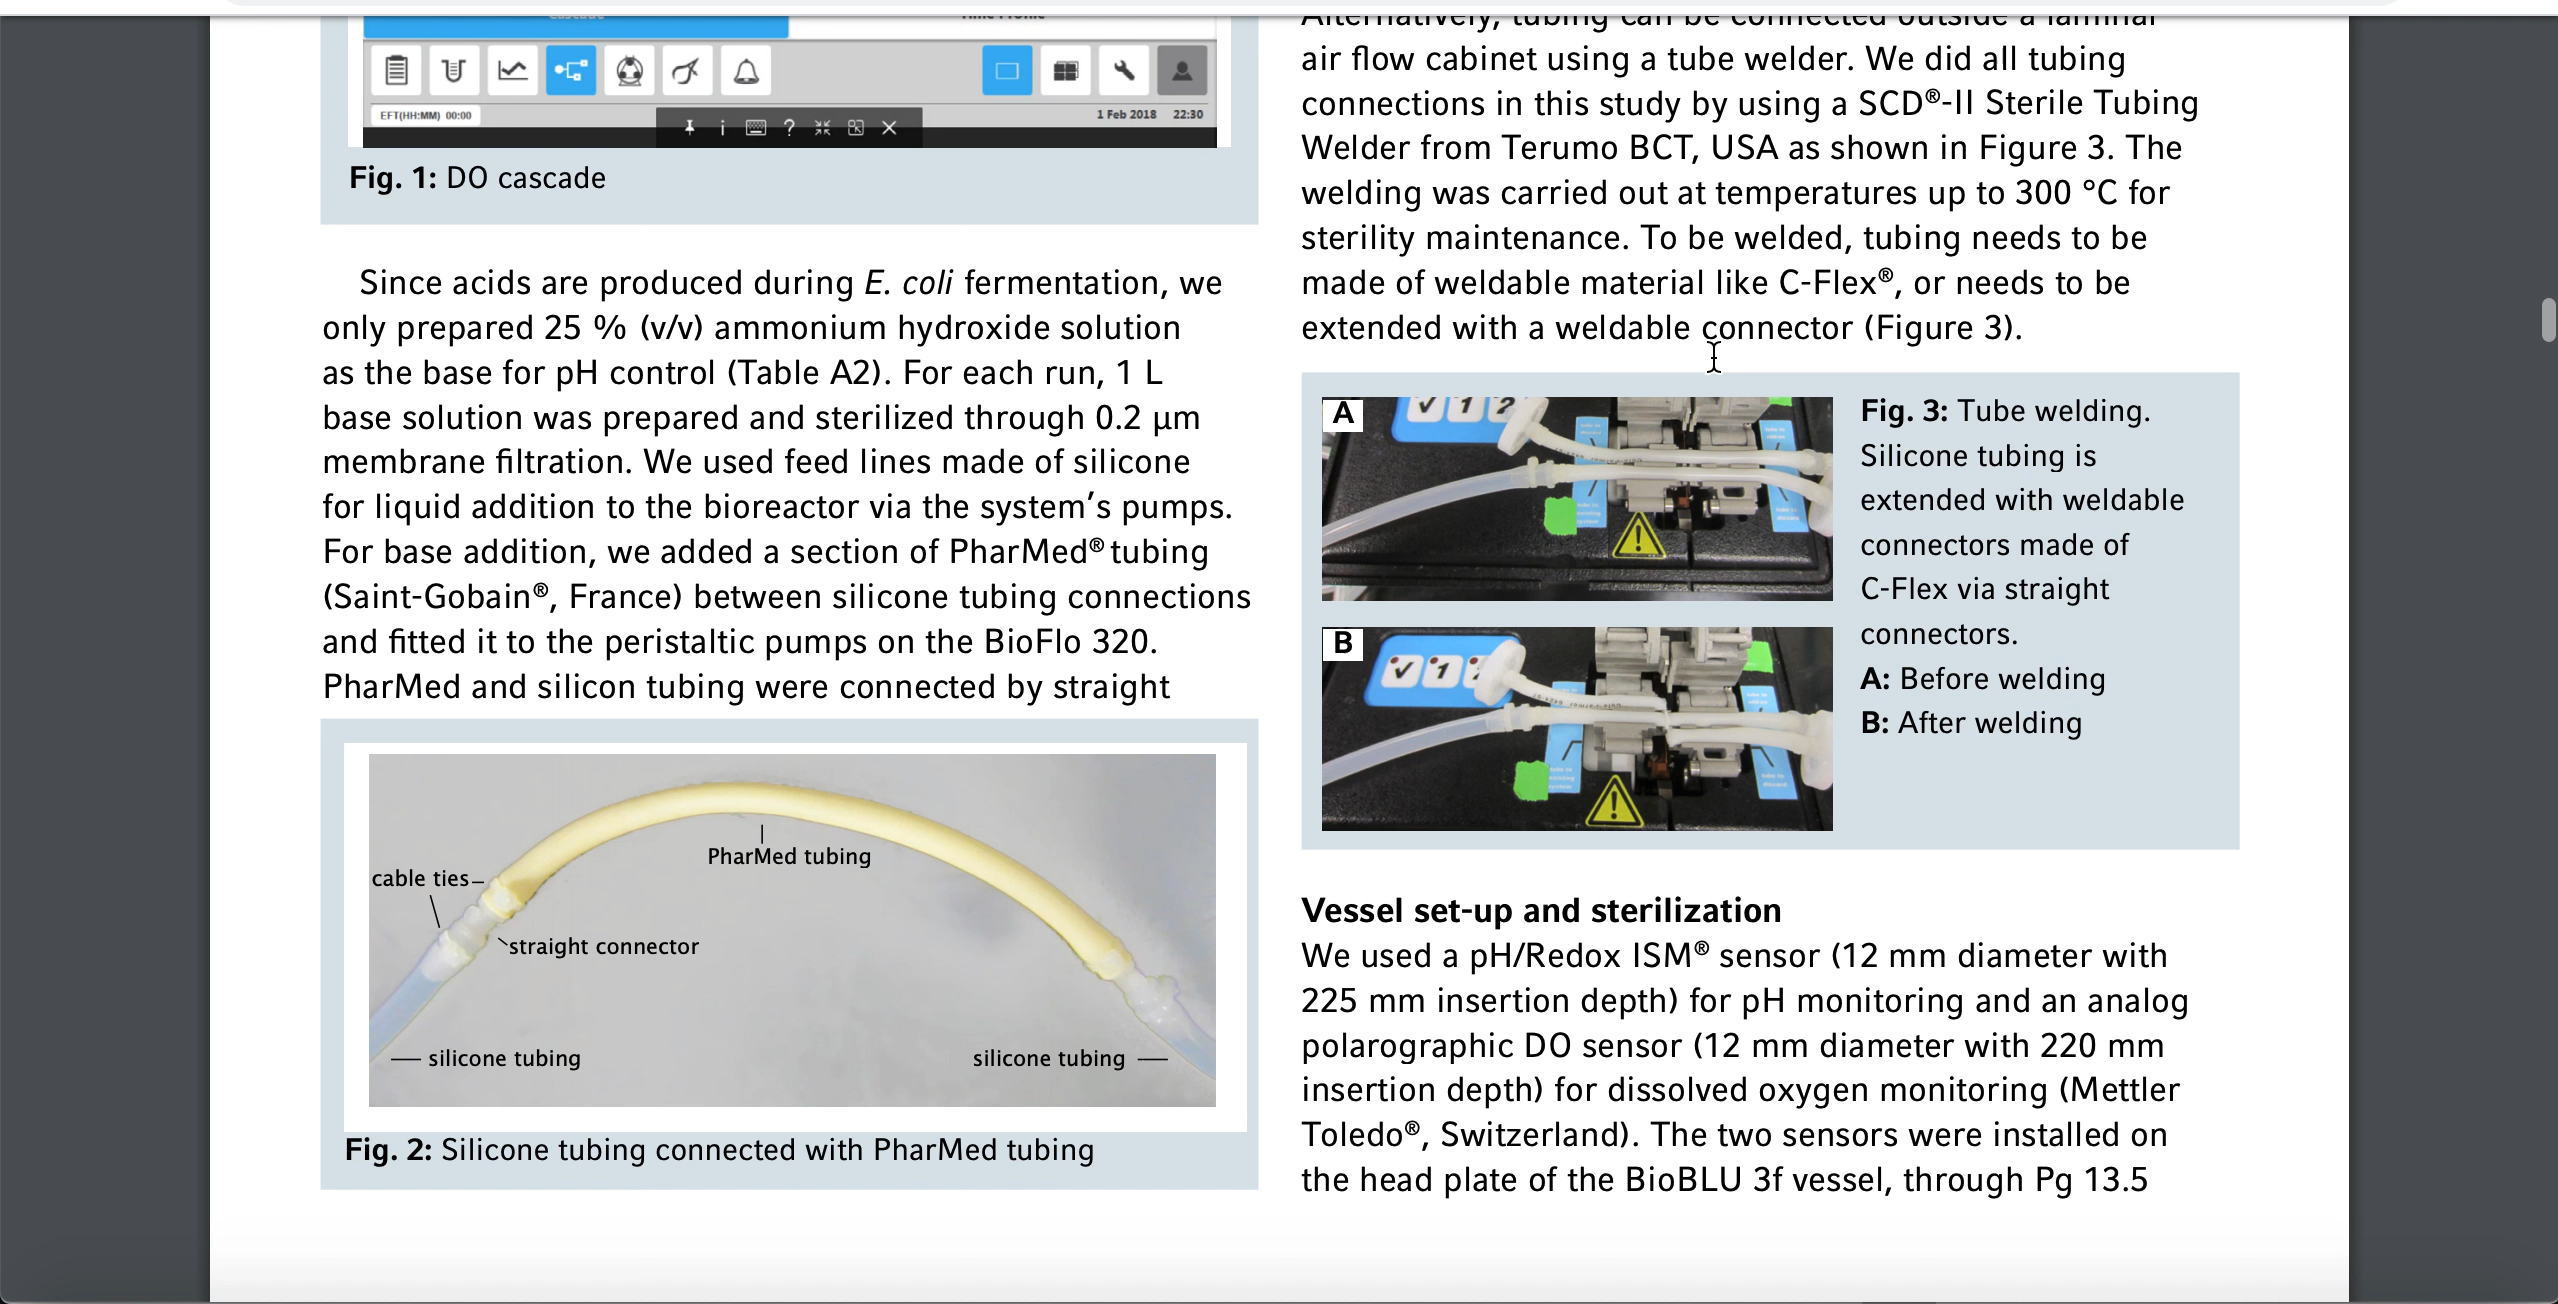 EFT(HH:MM) 00:00
1 Feb 2018 22:30
Fig. 1: DO cascade
Since acids are produced during E. coli fermentation, we
only prepared 25 % (v/v) ammonium hydroxide solution
as the base for pH control (Table A2). For each run, 1 L
base solution was prepared and sterilized through 0.2 µm
membrane filtration. We used feed lines made of silicone
for liquid addition to the bioreactor via the system’s pumps.
For base addition, we added a section of PharMed® tubing
(Saint-Gobain®, France) between silicone tubing connections
and fitted it to the peristaltic pumps on the BioFlo 320.
PharMed and silicon tubing were connected by straight
PharMed tubing
cable ties
straight connector
silicone tubing
silicone tubing
Fig. 2: Silicone tubing connected with PharMed tubing
Alternatively, tubing can be connected outside a laminar
air flow cabinet using a tube welder. We did all tubing
connections in this study by using a SCD®-II Sterile Tubing
Welder from Terumo BCT, USA as shown in Figure 3. The
welding was carried out at temperatures up to 300 °C for
sterility maintenance. To be welded, tubing needs to be
made of weldable material like C-Flex®, or needs to be
extended with a weldable connector (Figure 3).
A
1 2
B
1
Fig. 3: Tube welding.
Silicone tubing is
extended with weldable
connectors made of
C-Flex via straight
connectors.
A: Before welding
B: After welding
Vessel set-up and sterilization
We used a pH/Redox ISM® sensor (12 mm diameter with
225 mm insertion depth) for pH monitoring and an analog
polarographic DO sensor (12 mm diameter with 220 mm
insertion depth) for dissolved oxygen monitoring (Mettler
Toledo®, Switzerland). The two sensors were installed on
the head plate of the BioBLU 3f vessel, through Pg 13.5